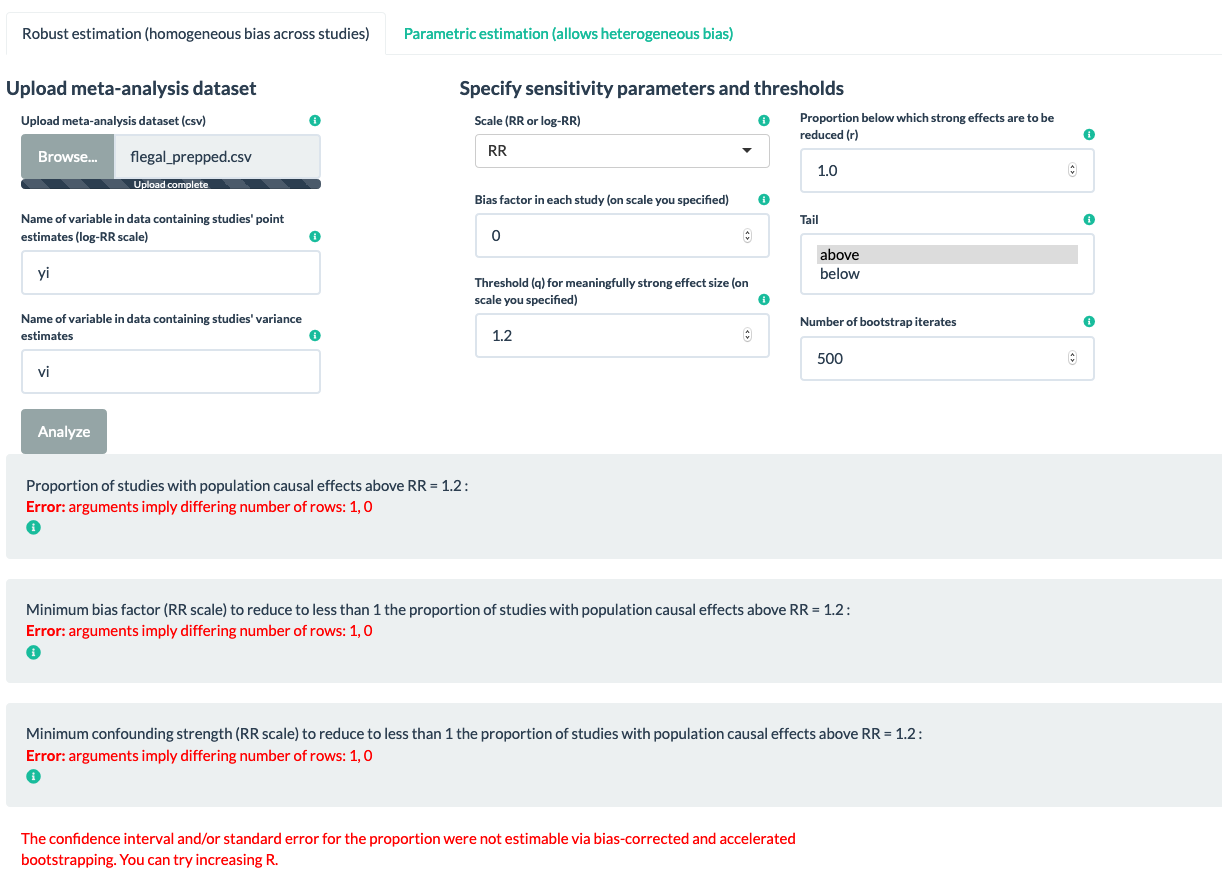 Robust estimation (homogeneous bias across studies)
Parametric estimation (allows heterogeneous bias)
Upload meta-analysis dataset
Upload meta-analysis dataset (csv)
Browse...
flegal_prepped.csv
Upload complete
Name of variable in data containing studies' point
estimates (log-RR scale)
yi
Name of variable in data containing studies' variance
estimates
vi
Analyze
Specify sensitivity parameters and thresholds
Scale (RR or log-RR)
RR
Bias factor in each study (on scale you specified)
0
Threshold (q) for meaningfully strong effect size (on
scale you specified)
1.2
Proportion below which strong effects are to be
reduced (r)
1.0
Tail
above
below
Number of bootstrap iterates
500
Proportion of studies with population causal effects above RR = 1.2 :
Error: arguments imply differing number of rows: 1, 0
Minimum bias factor (RR scale) to reduce to less than 1 the proportion of studies with population causal effects above RR = 1.2 :
Error: arguments imply differing number of rows: 1, 0
Minimum confounding strength (RR scale) to reduce to less than 1 the proportion of studies with population causal effects above RR = 1.2 :
Error: arguments imply differing number of rows: 1, 0
The confidence interval and/or standard error for the proportion were not estimable via bias-corrected and accelerated
bootstrapping. You can try increasing R.